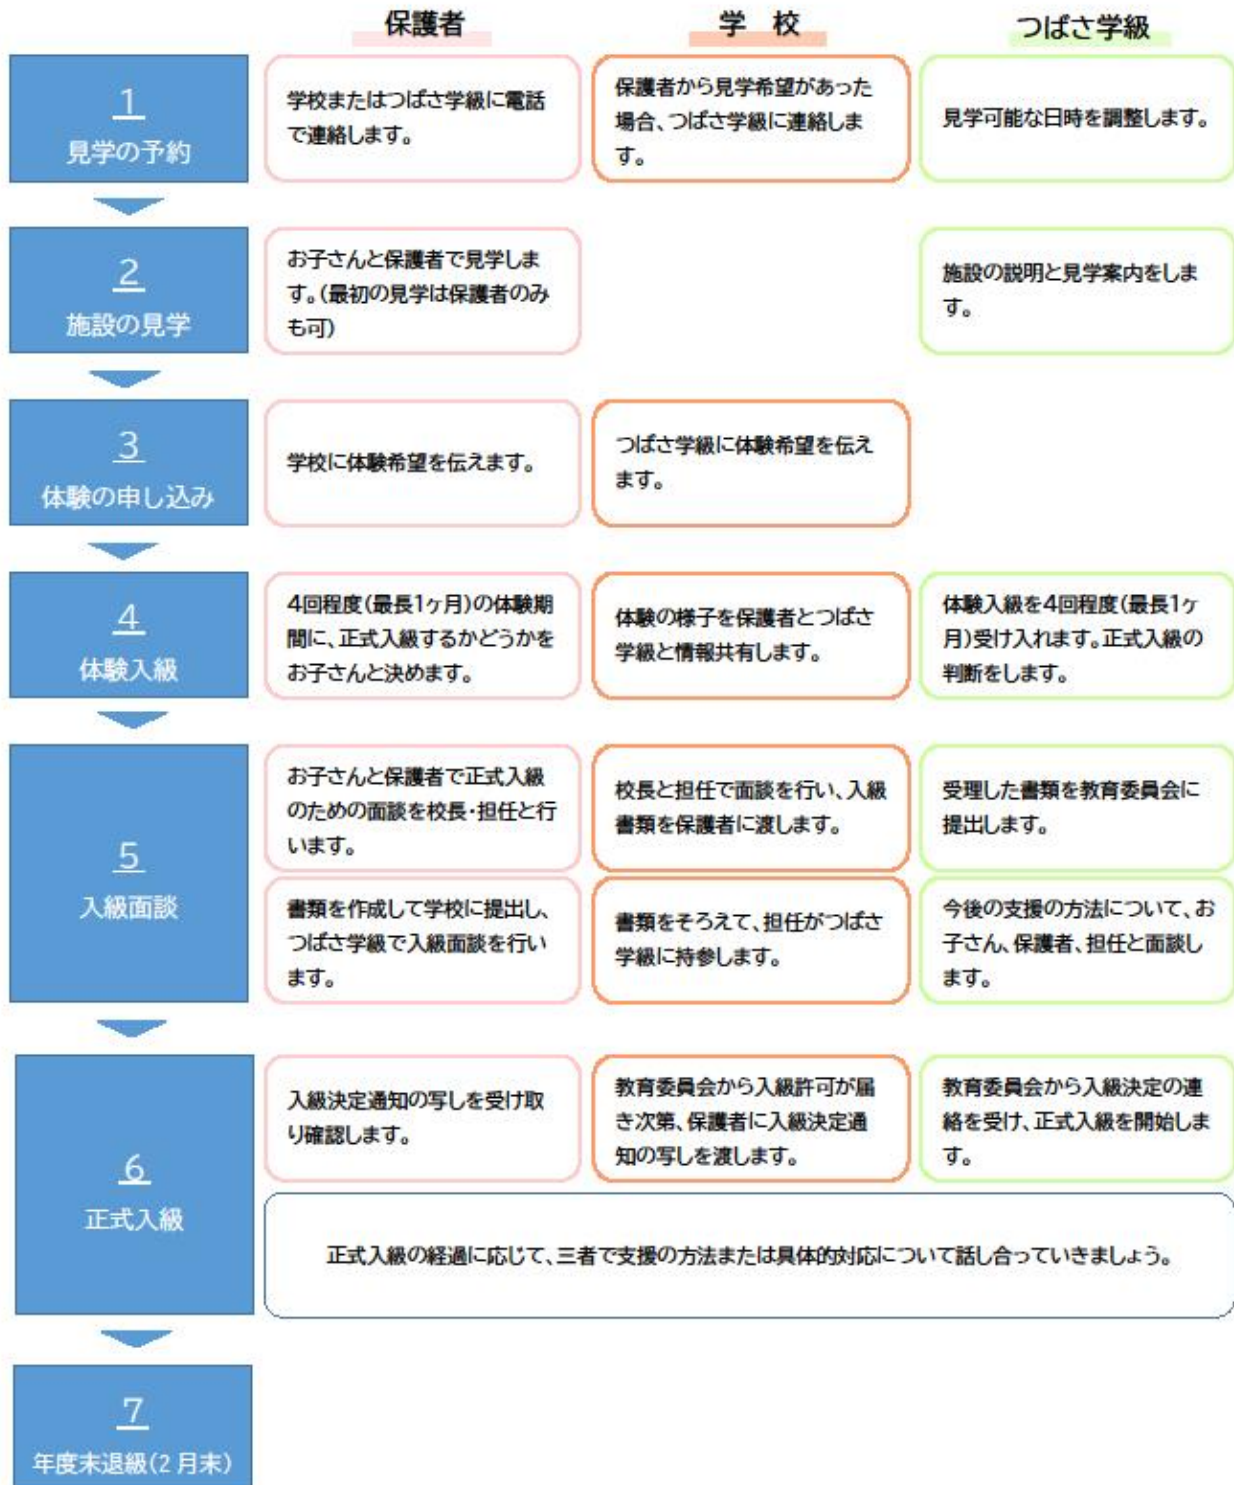 保護者
学　校
つばさ学級
1
見学の予約
学校またはつばさ学級に電話
で連絡します。
保護者から見学希望があった
場合、つばさ学級に連絡しま
す。
見学可能な日時を調整します。
2
施設の見学
お子さんと保護者で見学しま
す。(最初の見学は保護者のみ
も可)
施設の説明と見学案内をしま
す。
3
体験の申し込み
学校に体験希望を伝えます。
つばさ学級に体験希望を伝え
ます。
4
体験入級
4回程度(最長1ヶ月)の体験期
間に、正式入級するかどうかを
お子さんと決めます。
体験の様子を保護者とつばさ
学級と情報共有します。
体験入級を4回程度(最長1ヶ
月)受け入れます。正式入級の
判断をします。
5
入級面談
お子さんと保護者で正式入級
のための面談を校長・担任と行
います。
校長と担任で面談を行い、入級
書類を保護者に渡します。
受理した書類を教育委員会に
提出します。
書類を作成して学校に提出し、
つばさ学級で入級面談を行い
ます。
書類をそろえて、担任がつばさ
学級に持参します。
今後の支援の方法について、お
子さん、保護者、担任と面談し
ます。
6
正式入級
入級決定通知の写しを受け取
り確認します。
教育委員会から入級許可が届
き次第、保護者に入級決定通
知の写しを渡します。
教育委員会から入級決定の連
絡を受け、正式入級を開始しま
す。
正式入級の経過に応じて、三者で支援の方法または具体的対応について話し合っていきましょう。
7
年度末退級(2月末)